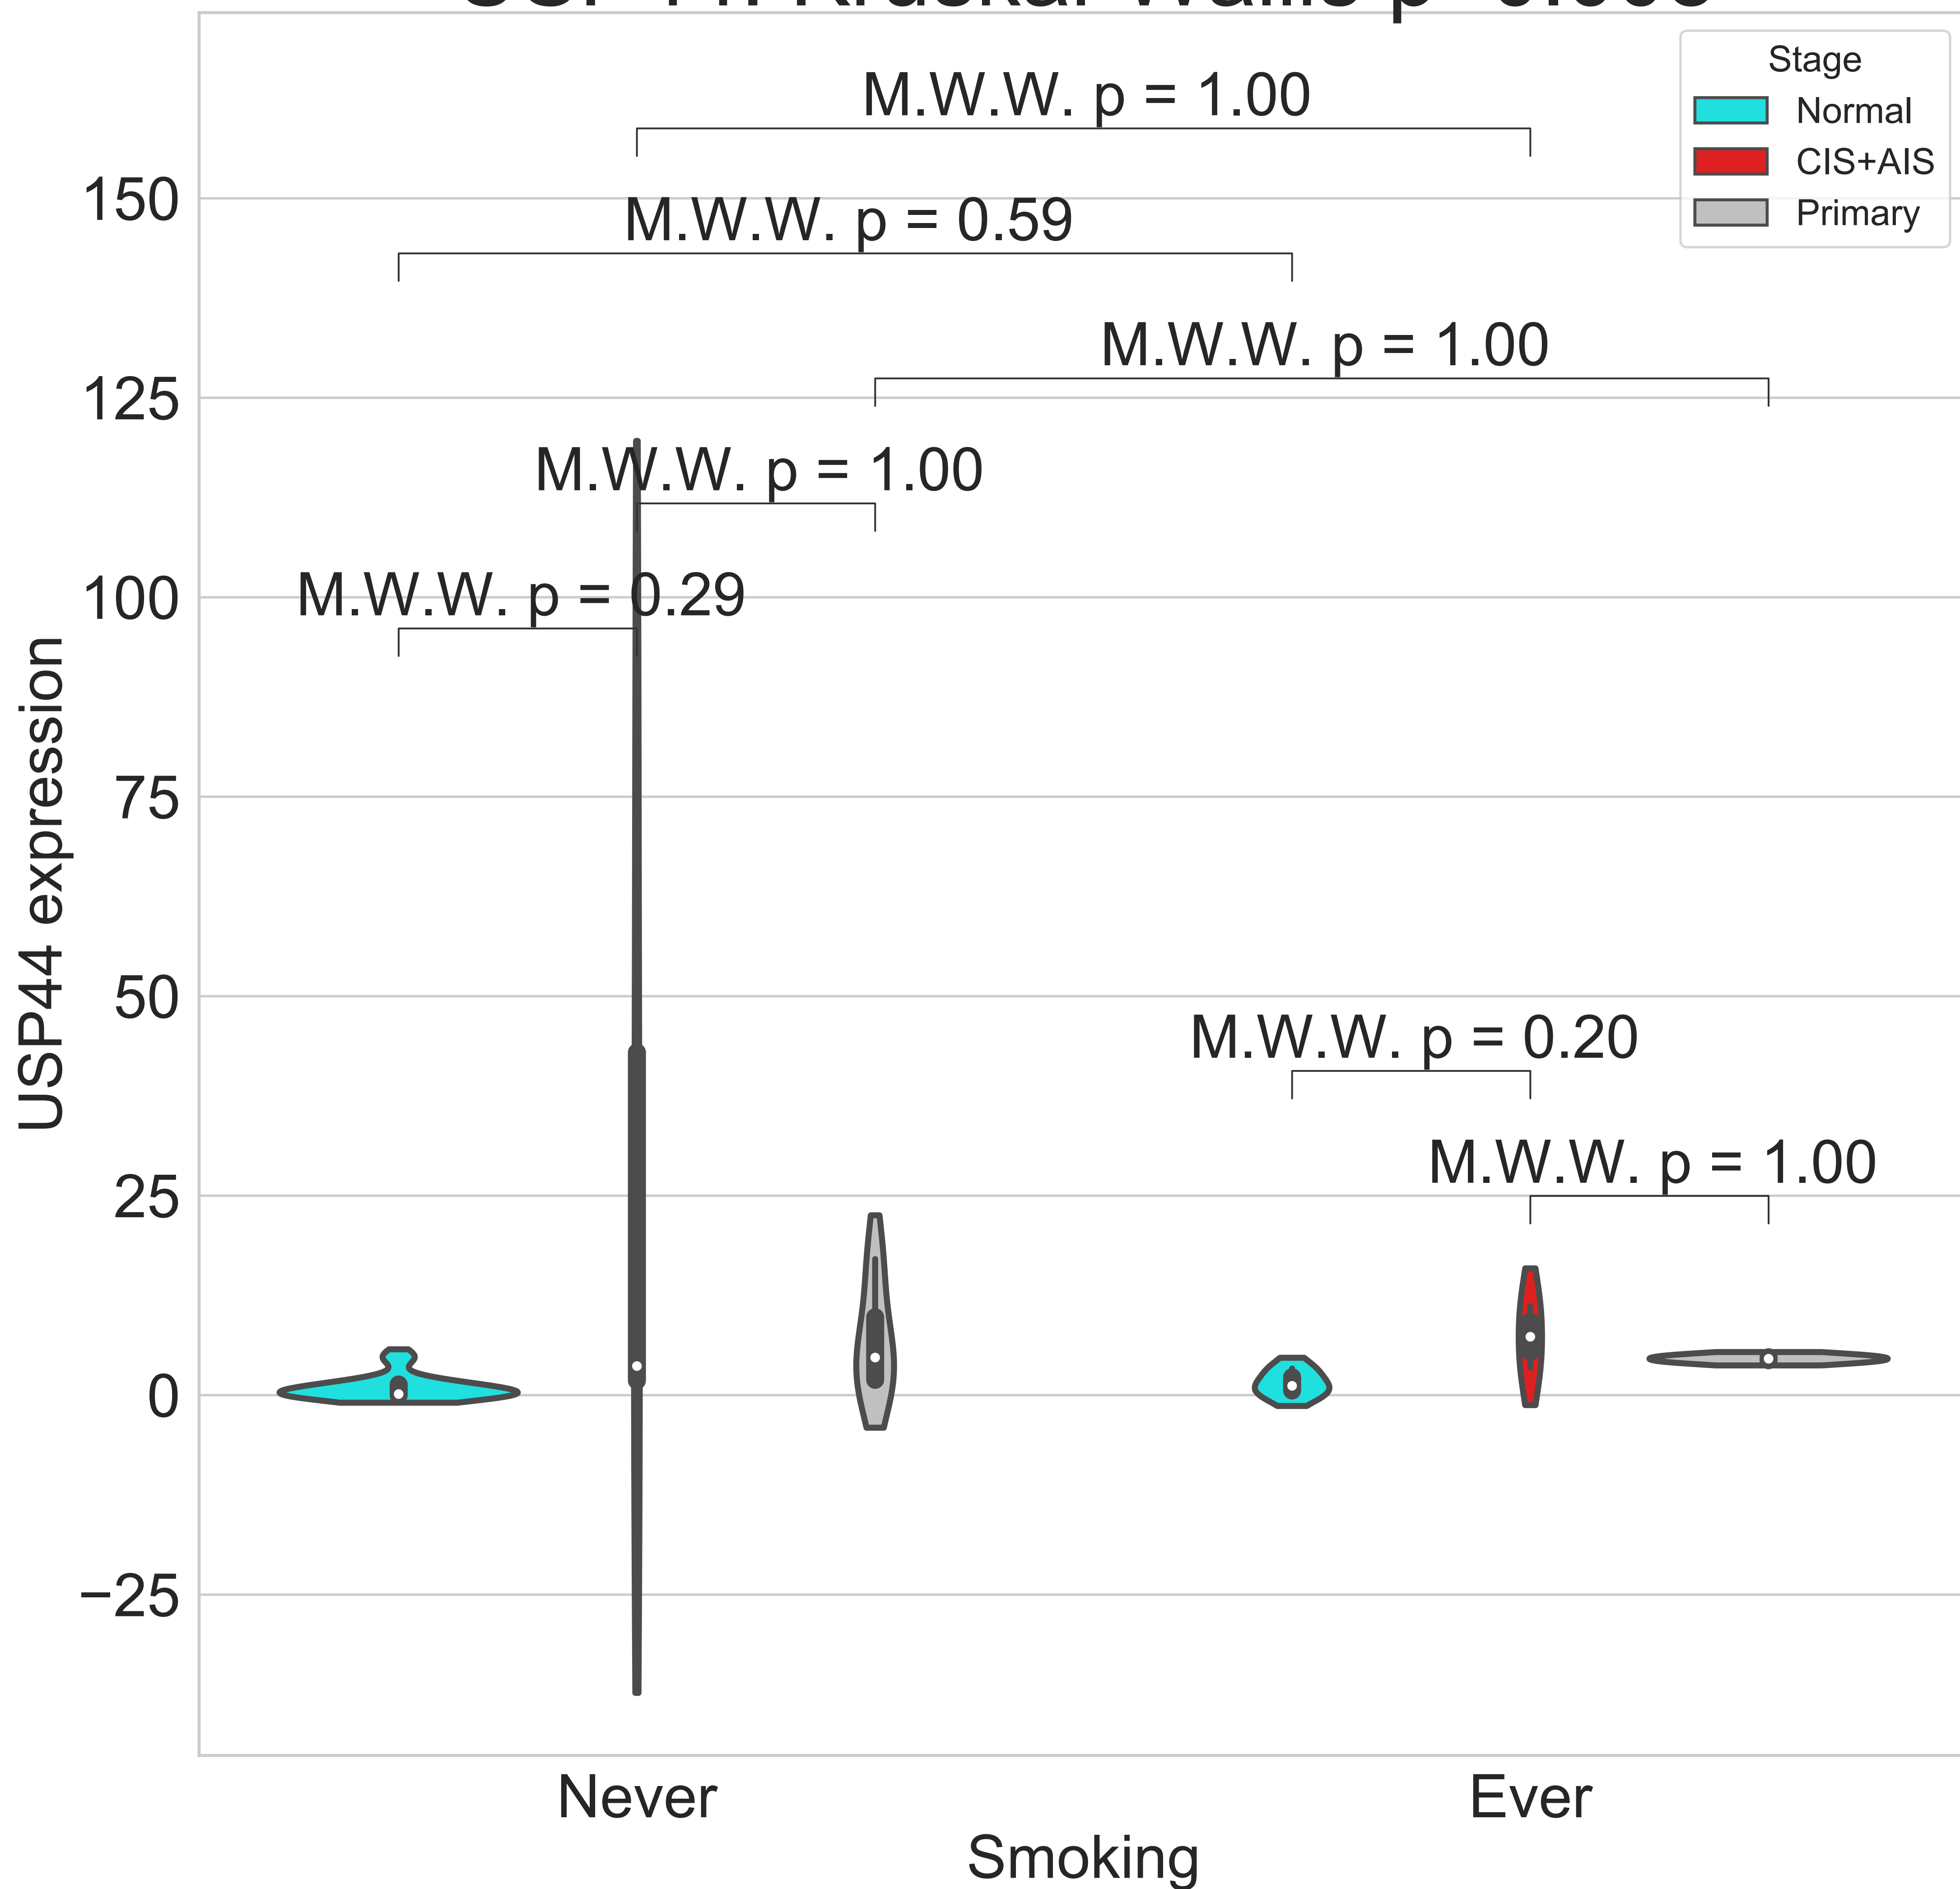 Stage
Normal
CIS+AIS
Primary
M.W.W. p = 1.00
M.W.W. p = 0.59
M.W.W. p = 1.00
M.W.W. p = 1.00
M.W.W. p = 0.29
M.W.W. p = 0.20
M.W.W. p = 1.00
150
125
100
75
50
25
0
−25
USP44 expression
Never
Ever
Smoking